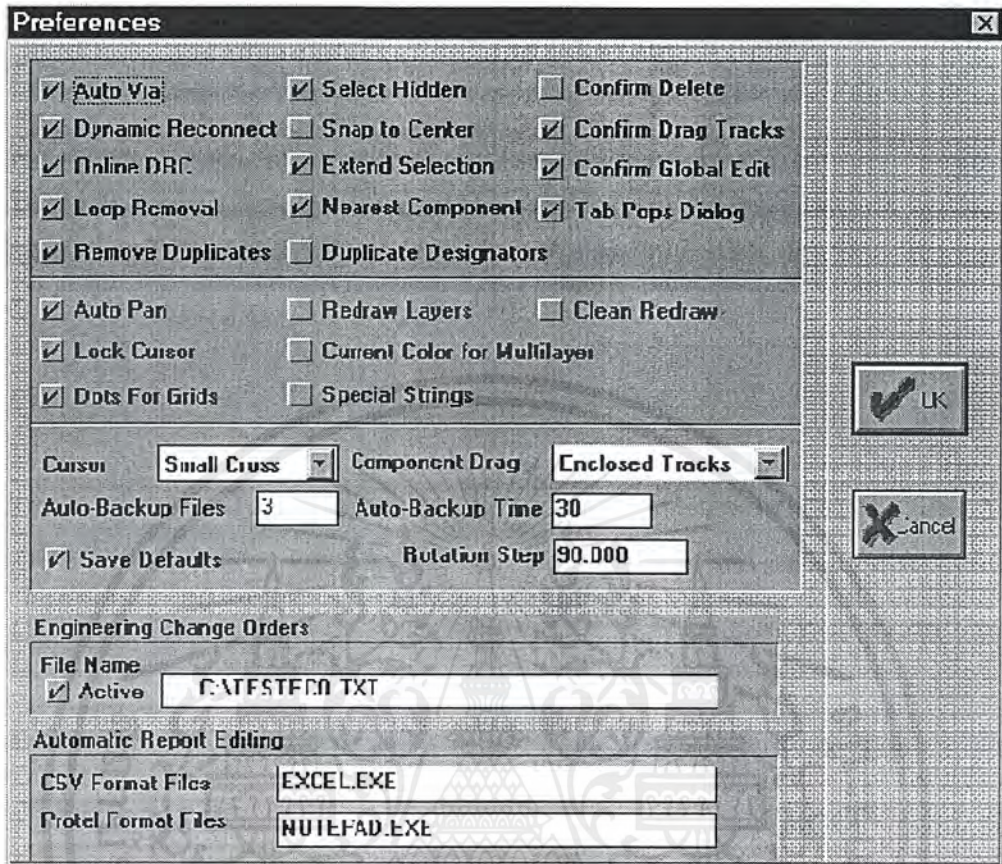 Preferences
Auto Via
Select Hidden
Confirm Delete
Dynamic Reconnect
Snap to Center
Confirm Drag Tracks
Online DRC
Extend Selection
Confirm Global Edit
Loop Removal
Nearest Component
Tab Pops Dialog
Remove Duplicates
Duplicate Designators
Auto Pan
Redraw Layers
Clean Redraw
Lock Cursor
Current Color for Multilayer
Dots For Grids
Special Strings
OK
Cursor
Small Cross
Component Drag
Enclosed Tracks
Auto-Backup Files
3
Auto-Backup Time
30
Cancel
Save Defaults
Rotation Step
90.000
Engineering Change Orders
File Name
Active
C:\TESTECO.TXT
Automatic Report Editing
CSV Format Files
EXCEL.EXE
Protel Format Files
NOTEPAD.EXE